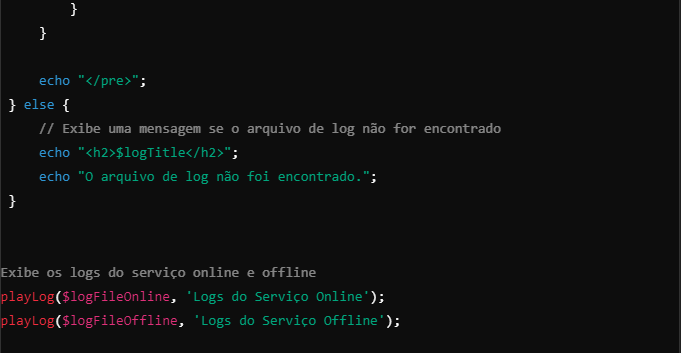 }
    }

    echo "</pre>";
} else {
    // Exibe uma mensagem se o arquivo de log não for encontrado
    echo "<h2>$logTitle</h2>";
    echo "O arquivo de log não foi encontrado.";
}

Exibe os logs do serviço online e offline
playLog($logFileOnline, 'Logs do Serviço Online');
playLog($logFileOffline, 'Logs do Serviço Offline');